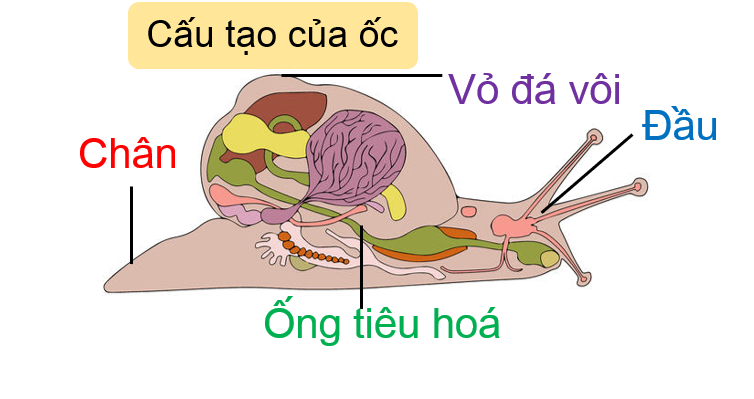 Cấu tạo của ốc
Vỏ đá vôi
Đầu
Chân
Ống tiêu hoá